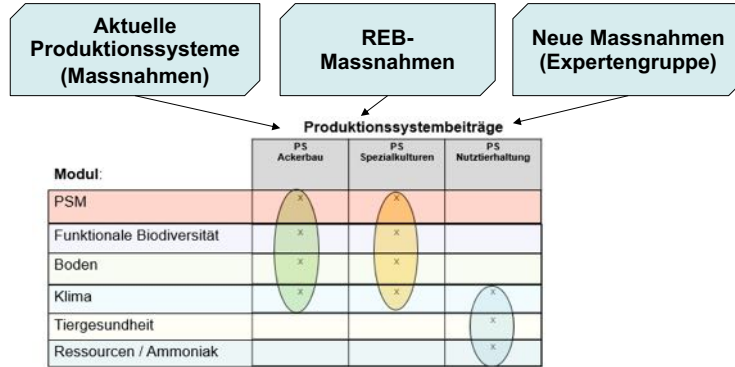 Aktuelle
Produktionssysteme
(Massnahmen)
REB-
Massnahmen
Neue Massnahmen
(Expertengruppe)
Produktionssystembeiträge
Modul:
PS
Ackerbau
PS
Spezialkulturen
PS
Nutztierhaltung
PSM x x
Funktionale Biodiversität x x
Boden x x
Klima x x x
Tiergesundheit x
Ressourcen / Ammoniak x